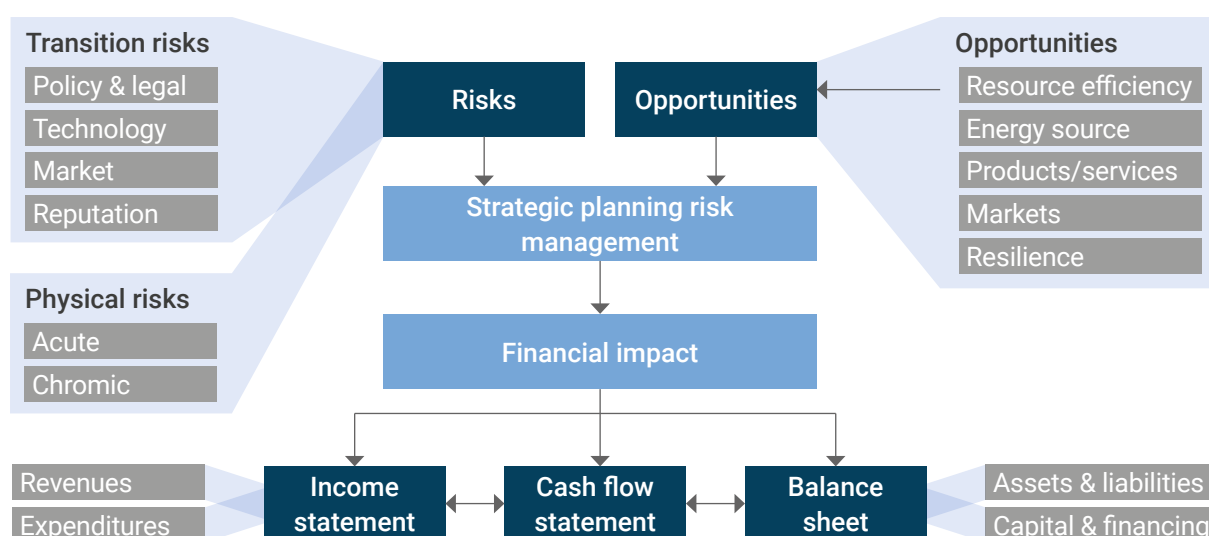 Transition risks
Policy & legal
Technology
Market
Reputation
Physical risks
Acute
Chromic
Risks
Opportunities
Opportunities
Resource efficiency
Energy source
Products/services
Markets
Resilience
Strategic planning risk
management
Financial impact
Revenues
Expenditures
Income
statement
Cash flow
statement
Balance
sheet
Assets & liabilities
Capital & financing